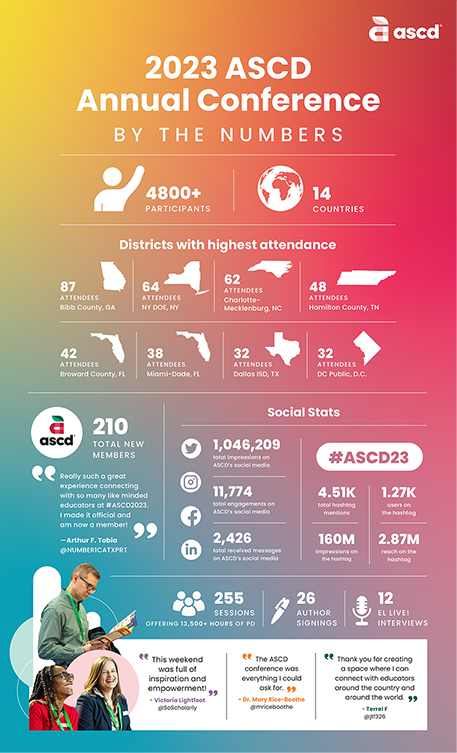 ascd
2023 ASCD
Annual Conference
BY THE NUMBERS
4800+
PARTICIPANTS
14
COUNTRIES
Districts with highest attendance
87
ATTENDEES
Bibb County, GA
64
ATTENDEES
NY DOE, NY
62
ATTENDEES
Charlotte-
Mecklenburg, NC
48
ATTENDEES
Hamilton County, TN
42
ATTENDEES
Broward County, FL
38
ATTENDEES
Miami-Dade, FL
32
ATTENDEES
Dallas ISD, TX
32
ATTENDEES
DC Public, D.C.
ascd
210
TOTAL NEW
MEMBERS
"Really such a great
experience connecting
with so many like minded
educators at #ASCD2023.
I made it official and
am now a member!"
—Arthur F. Tobia
@NUMBERICATXPRT
Social Stats
1,046,209
total impressions on
ASCD's social media
11,774
total engagements on
ASCD's social media
2,426
total received messages
on ASCD's social media
#ASCD23
4.51K
total hashtag
mentions
1.27K
users on
the hashtag
160M
impressions on
the hashtag
2.87M
reach on the
hashtag
255
SESSIONS
OFFERING 13,500+ HOURS OF PD
26
AUTHOR
SIGNINGS
12
EL LIVE!
INTERVIEWS
"This weekend
was full of
inspiration and
empowerment!"
- Victoria Lightfoot
@SoScholarly
"The ASCD
conference was
everything I could
ask for."
- Dr. Mary Rice-Boothe
@mriceboothe
"Thank you for creating
a space where I can
connect with educators
around the country and
around the world."
- Terrel F
@jtf326